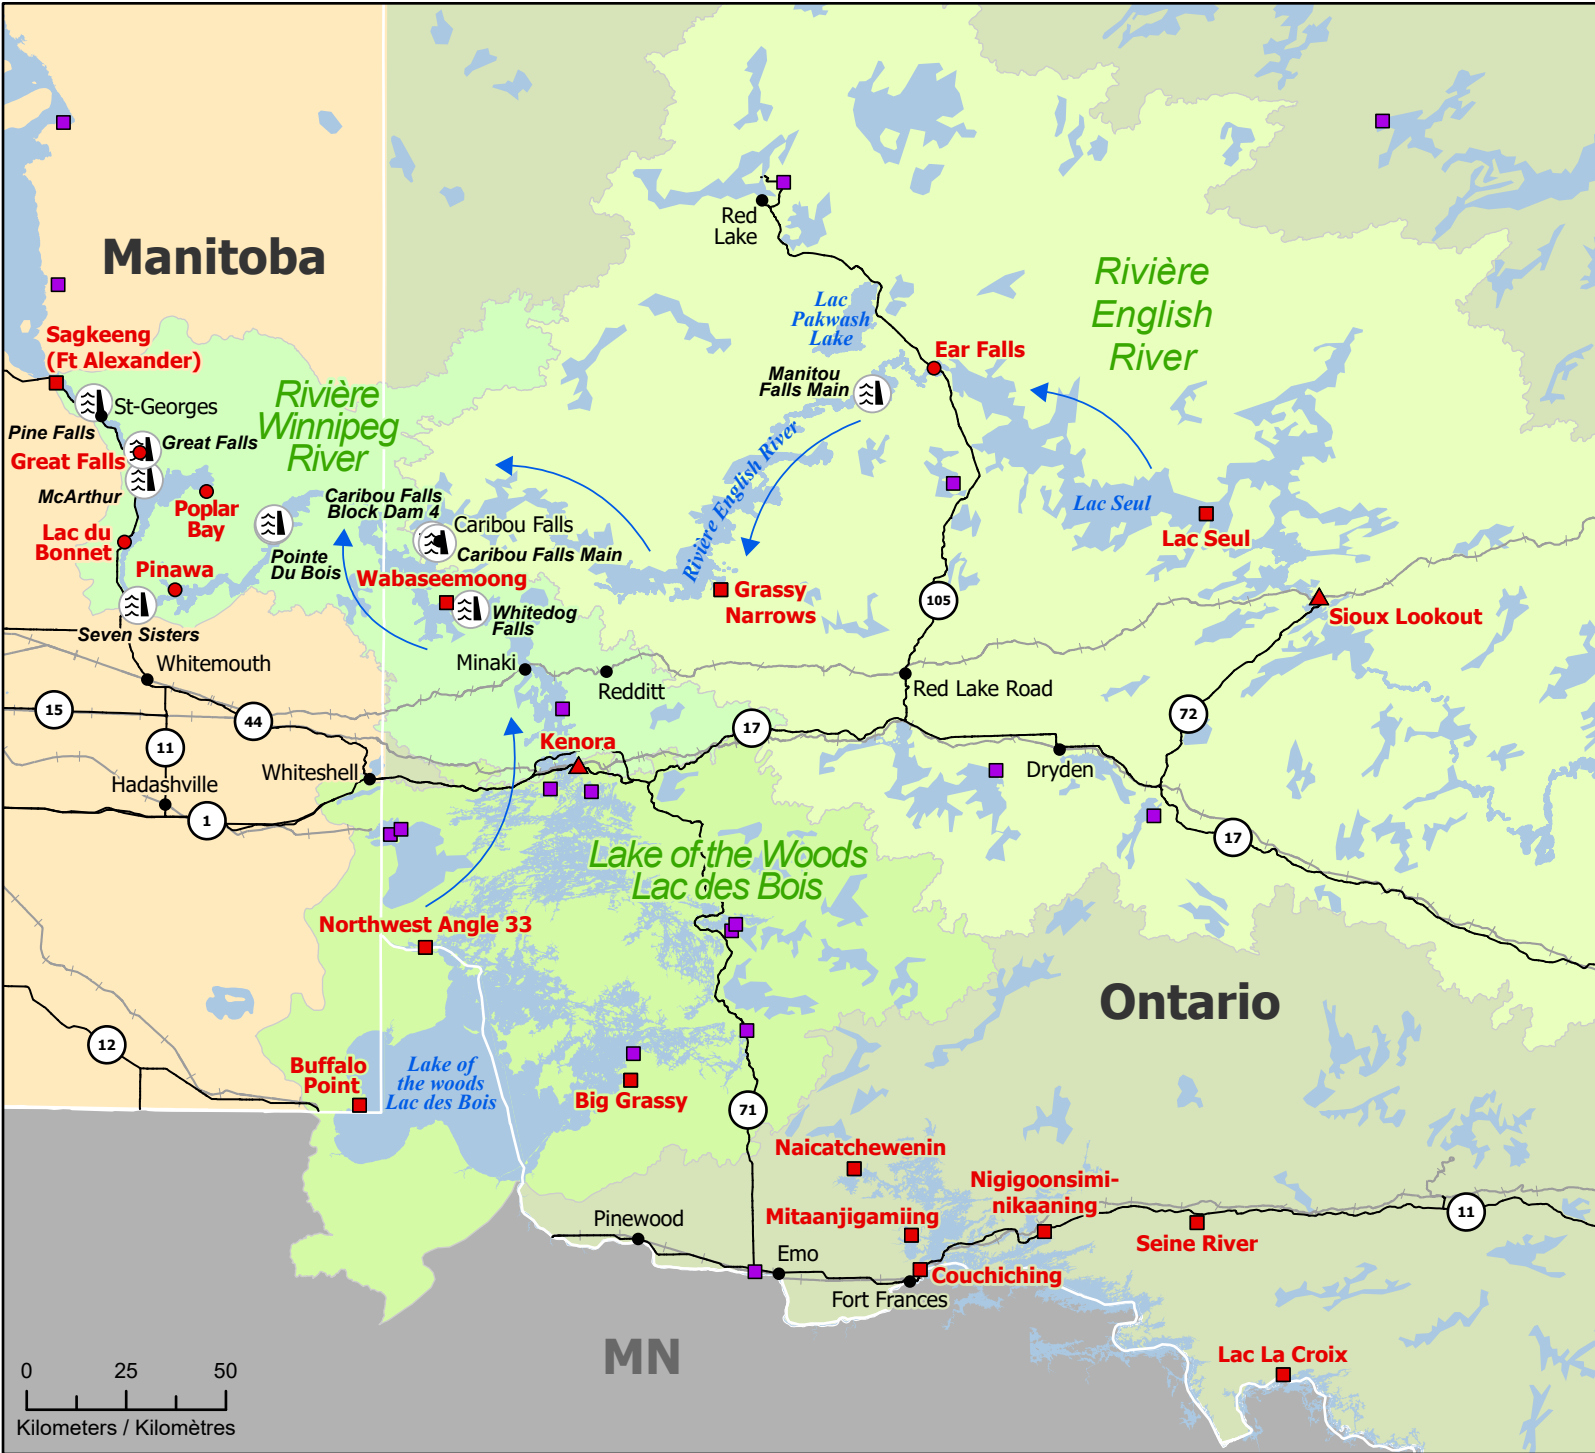 Red
Lake
Manitoba
Rivière
English
River
Lac
Pakwash
Lake
Sagkeeng
(Ft Alexander)
Ear Falls
Manitou
Falls Main
Rivière
Winnipeg
River
St-Georges
Pine Falls
Great Falls
Great Falls
McArthur
Poplar
Bay
Caribou Falls
Block Dam 4
Caribou Falls
Caribou Falls Main
Rivière English River
Lac Seul
Lac Seul
Lac du
Bonnet
Pointe
Du Bois
Pinawa
Wabaseemoong
Whitedog
Falls
Grassy
Narrows
105
Sioux Lookout
Seven Sisters
Whitemouth
Minaki
Redditt
Red Lake Road
15
44
11
17
72
Kenora
Whiteshell
Hadashville
Dryden
1
17
Lake of the Woods
Lac des Bois
Northwest Angle 33
Ontario
12
Buffalo
Point
Lake of
the woods
Lac des Bois
Big Grassy
71
Naicatchewenin
Nigigoonsimi-
nikaaning
Mitaanjigamiing
11
Seine River
Pinewood
Emo
Couchiching
Fort Frances
MN
Lac La Croix
0 25 50
Kilometers / Kilomètres